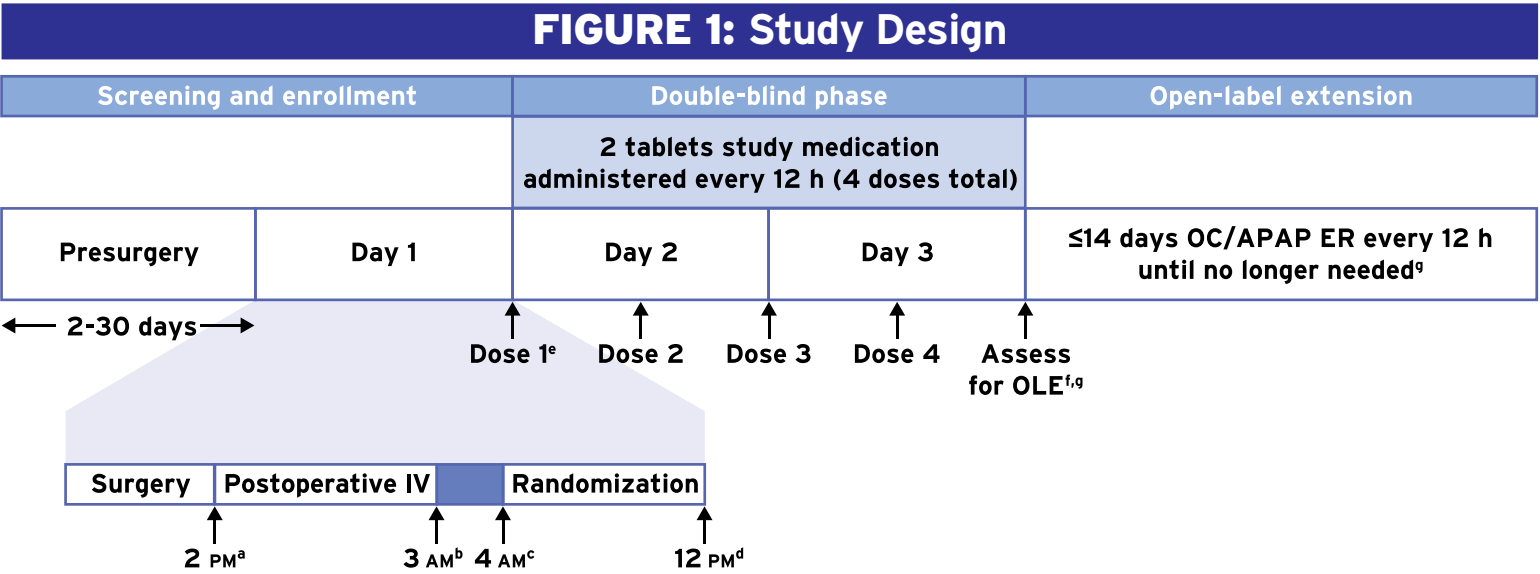 FIGURE 1: Study Design
Screening and enrollment
Double-blind phase
Open-label extension
2 tablets study medication
administered every 12 h (4 doses total)
Presurgery
Day 1
Day 2
Day 3
≤14 days OC/APAP ER every 12 h
until no longer neededᵍ
2-30 days
Dose 1ᵉ
Dose 2
Dose 3
Dose 4
Assess
for OLEᶠ,ᵍ
Surgery
Postoperative IV
Randomization
2 PMᵃ
3 AMᵇ
4 AMᶜ
12 PMᵈ